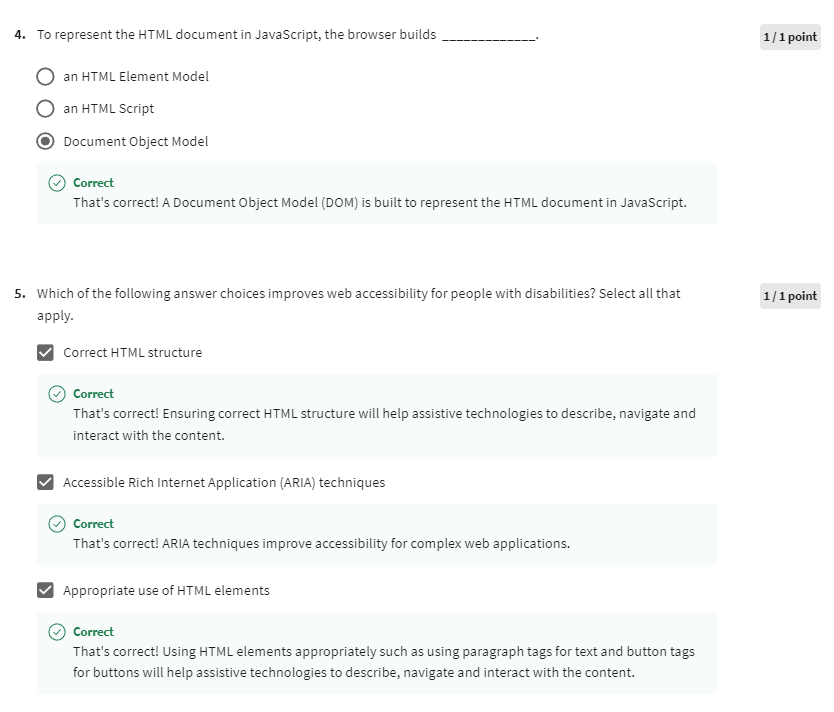 4. To represent the HTML document in JavaScript, the browser builds _____________.
1 / 1 point
an HTML Element Model
an HTML Script
Document Object Model
Correct
That's correct! A Document Object Model (DOM) is built to represent the HTML document in JavaScript.
5. Which of the following answer choices improves web accessibility for people with disabilities? Select all that
apply.
1 / 1 point
Correct HTML structure
Correct
That's correct! Ensuring correct HTML structure will help assistive technologies to describe, navigate and
interact with the content.
Accessible Rich Internet Application (ARIA) techniques
Correct
That's correct! ARIA techniques improve accessibility for complex web applications.
Appropriate use of HTML elements
Correct
That's correct! Using HTML elements appropriately such as using paragraph tags for text and button tags
for buttons will help assistive technologies to describe, navigate and interact with the content.